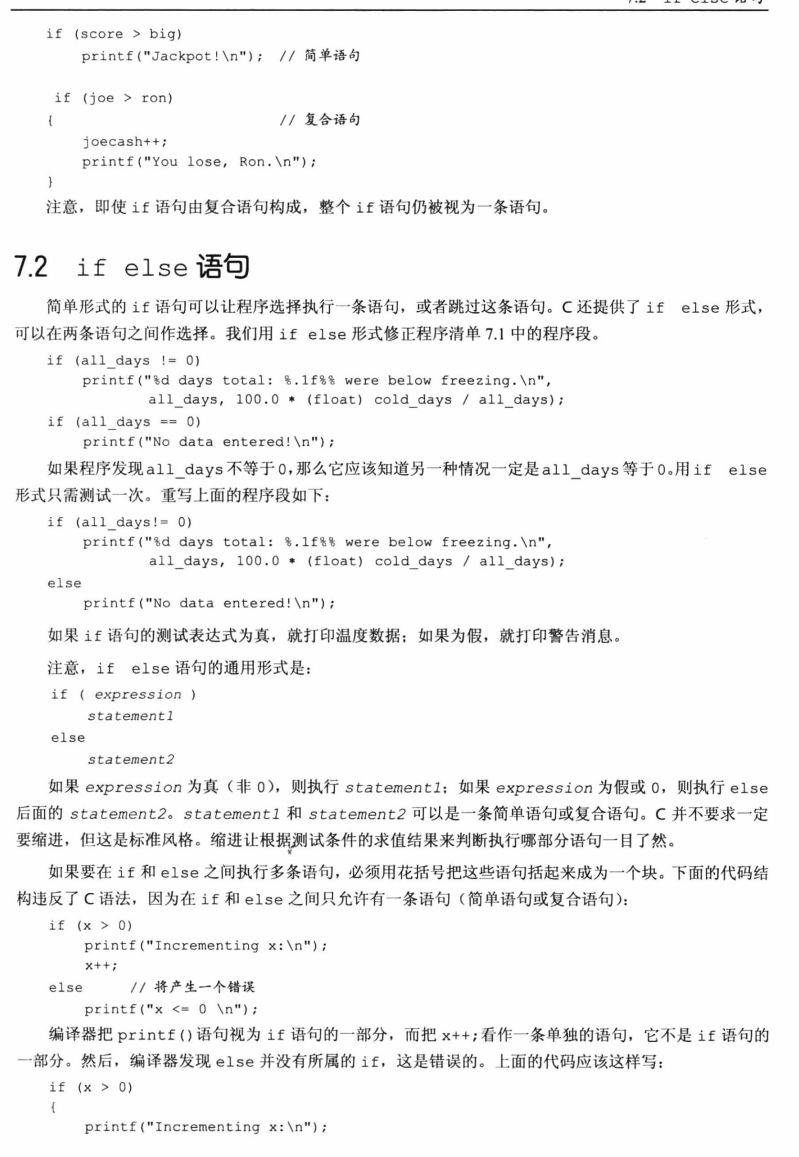 7.2 if else 语句
if (score > big)
printf("Jackpot!\n"); // 简单语句
if (joe > ron)
{ // 复合语句
joecash++;
printf("You lose, Ron.\n");
}
注意，即使 if 语句由复合语句构成，整个 if 语句仍被视为一条语句。
7.2 if else 语句
简单形式的 if 语句可以让程序选择执行一条语句，或者跳过这条语句。C 还提供了 if else 形式，
可以在两条语句之间作选择。我们用 if else 形式修正程序清单 7.1 中的程序段。
if (all_days != 0)
printf("%d days total: %.1f%% were below freezing.\n",
all_days, 100.0 * (float) cold_days / all_days);
if (all_days == 0)
printf("No data entered!\n");
如果程序发现 all_days 不等于 0，那么它应该知道另一种情况一定是 all_days 等于 0。用 if else
形式只需测试一次。重写上面的程序段如下：
if (all_days!= 0)
printf("%d days total: %.1f%% were below freezing.\n",
all_days, 100.0 * (float) cold_days / all_days);
else
printf("No data entered!\n");
如果 if 语句的测试表达式为真，就打印温度数据；如果为假，就打印警告消息。
注意，if else 语句的通用形式是：
if ( expression )
statement1
else
statement2
如果 expression 为真（非 0），则执行 statement1；如果 expression 为假或 0，则执行 else
后面的 statement2。statement1 和 statement2 可以是一条简单语句或复合语句。C 并不要求一定
要缩进，但这是标准风格。缩进让根据测试条件的求值结果来判断执行哪部分语句一目了然。
如果要在 if 和 else 之间执行多条语句，必须用花括号把这些语句括起来成为一个块。下面的代码结
构违反了 C 语法，因为在 if 和 else 之间只允许有一条语句（简单语句或复合语句）：
if (x > 0)
printf("Incrementing x:\n");
x++;
else // 将产生一个错误
printf("x <= 0 \n");
编译器把 printf()语句视为 if 语句的一部分，而把 x++;看作一条单独的语句，它不是 if 语句的
一部分。然后，编译器发现 else 并没有所属的 if，这是错误的。上面的代码应该这样写：
if (x > 0)
{
printf("Incrementing x:\n");